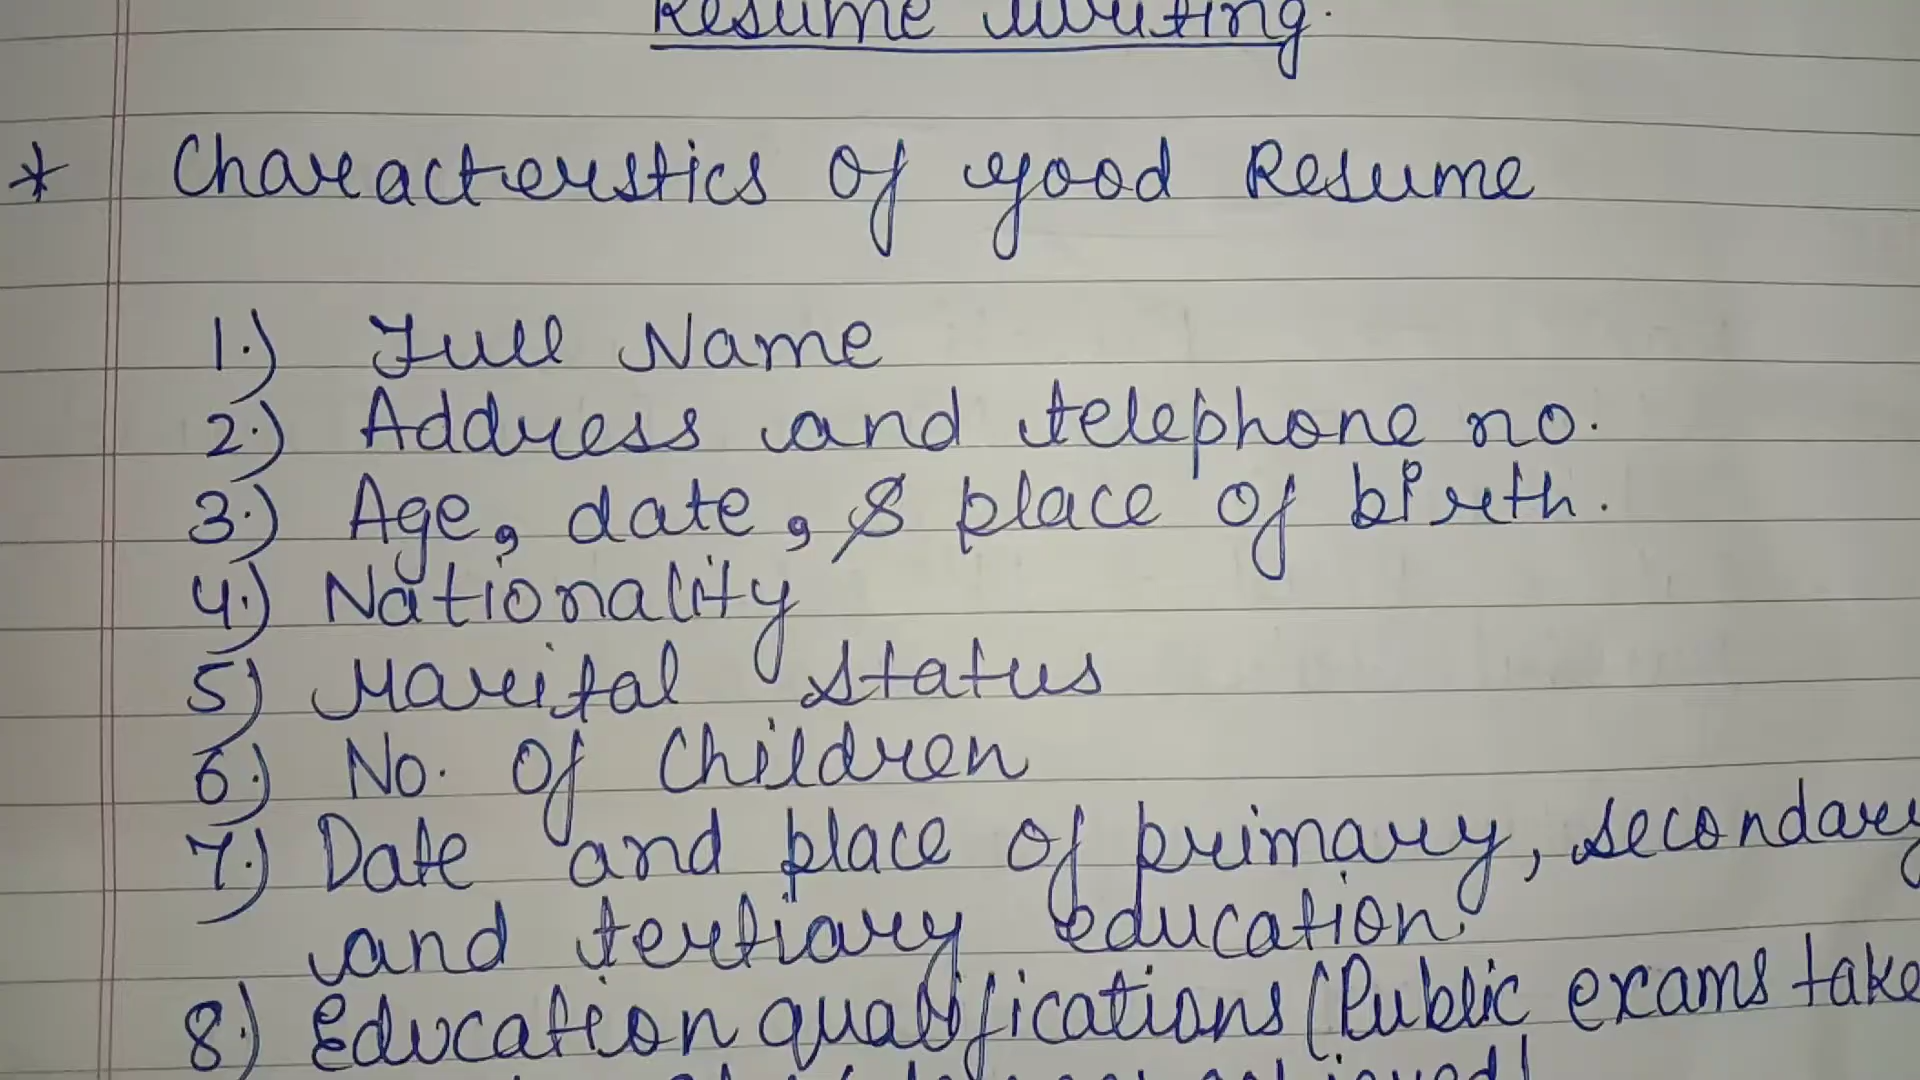 Resume writing.
* Characterstics of good Resume
1.) Full Name
2.) Address and telephone no.
3.) Age, date, & place of birth.
4.) Nationality
5) Marital Status
6.) No. of Children
7.) Date and place of primary, secondary
and tertiary education.
8.) Education qualifications (Public exams take